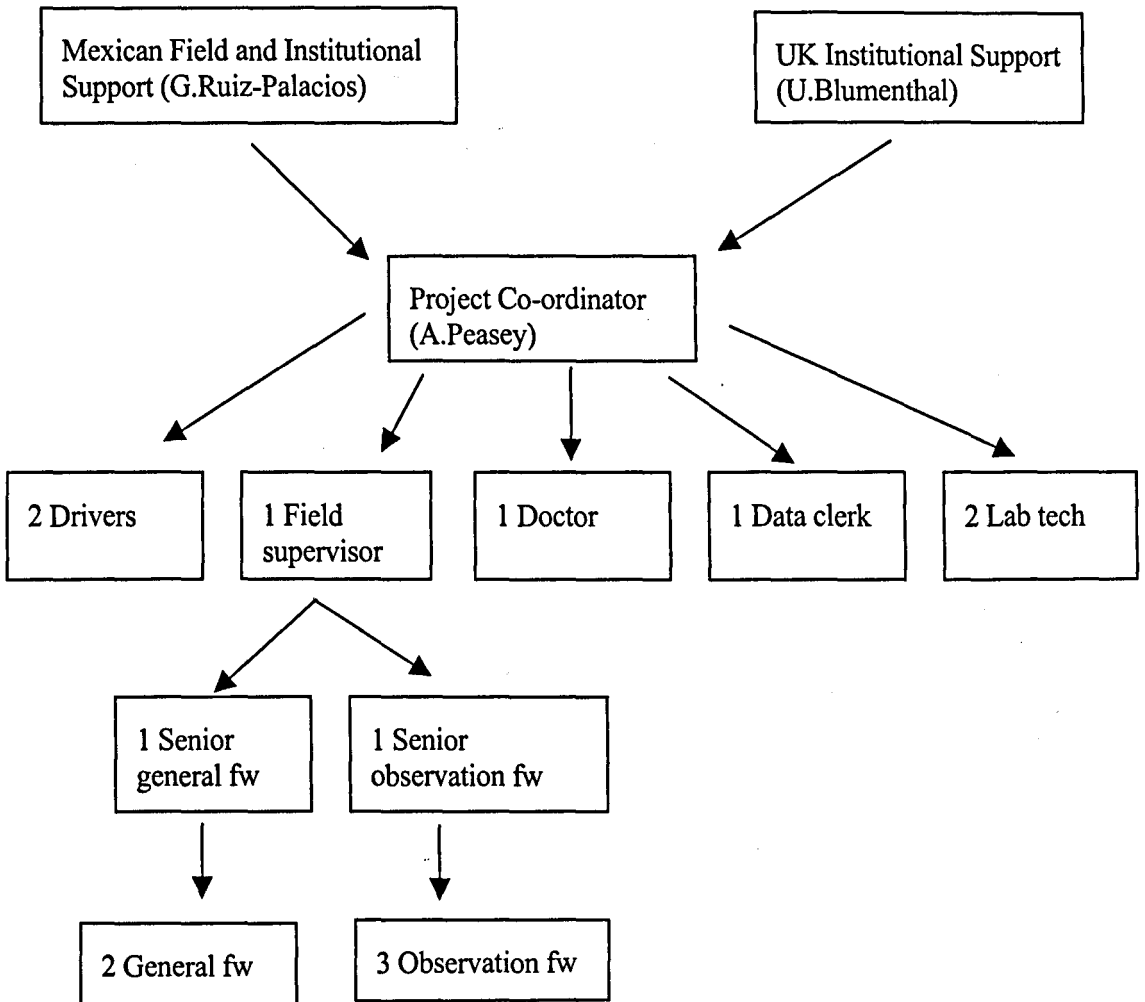 Mexican Field and Institutional
Support (G.Ruiz-Palacios)
UK Institutional Support
(U.Blumenthal)
Project Co-ordinator
(A.Peasey)
2 Drivers
1 Field
supervisor
1 Doctor
1 Data clerk
2 Lab tech
1 Senior
general fw
1 Senior
observation fw
2 General fw
3 Observation fw